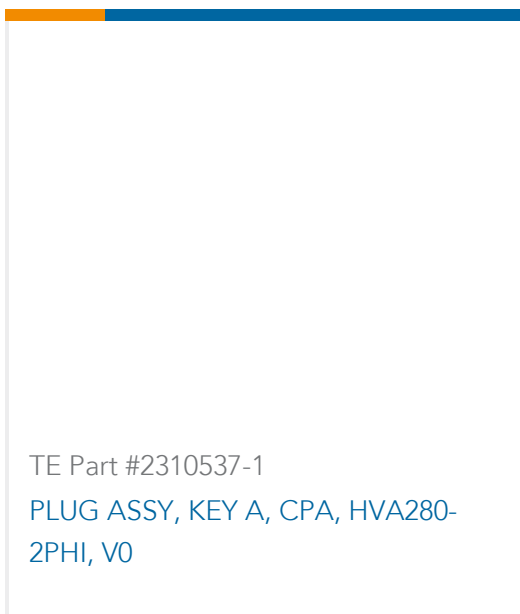 TE Part #2310537-1
PLUG ASSY, KEY A, CPA, HVA280-
2PHI, V0